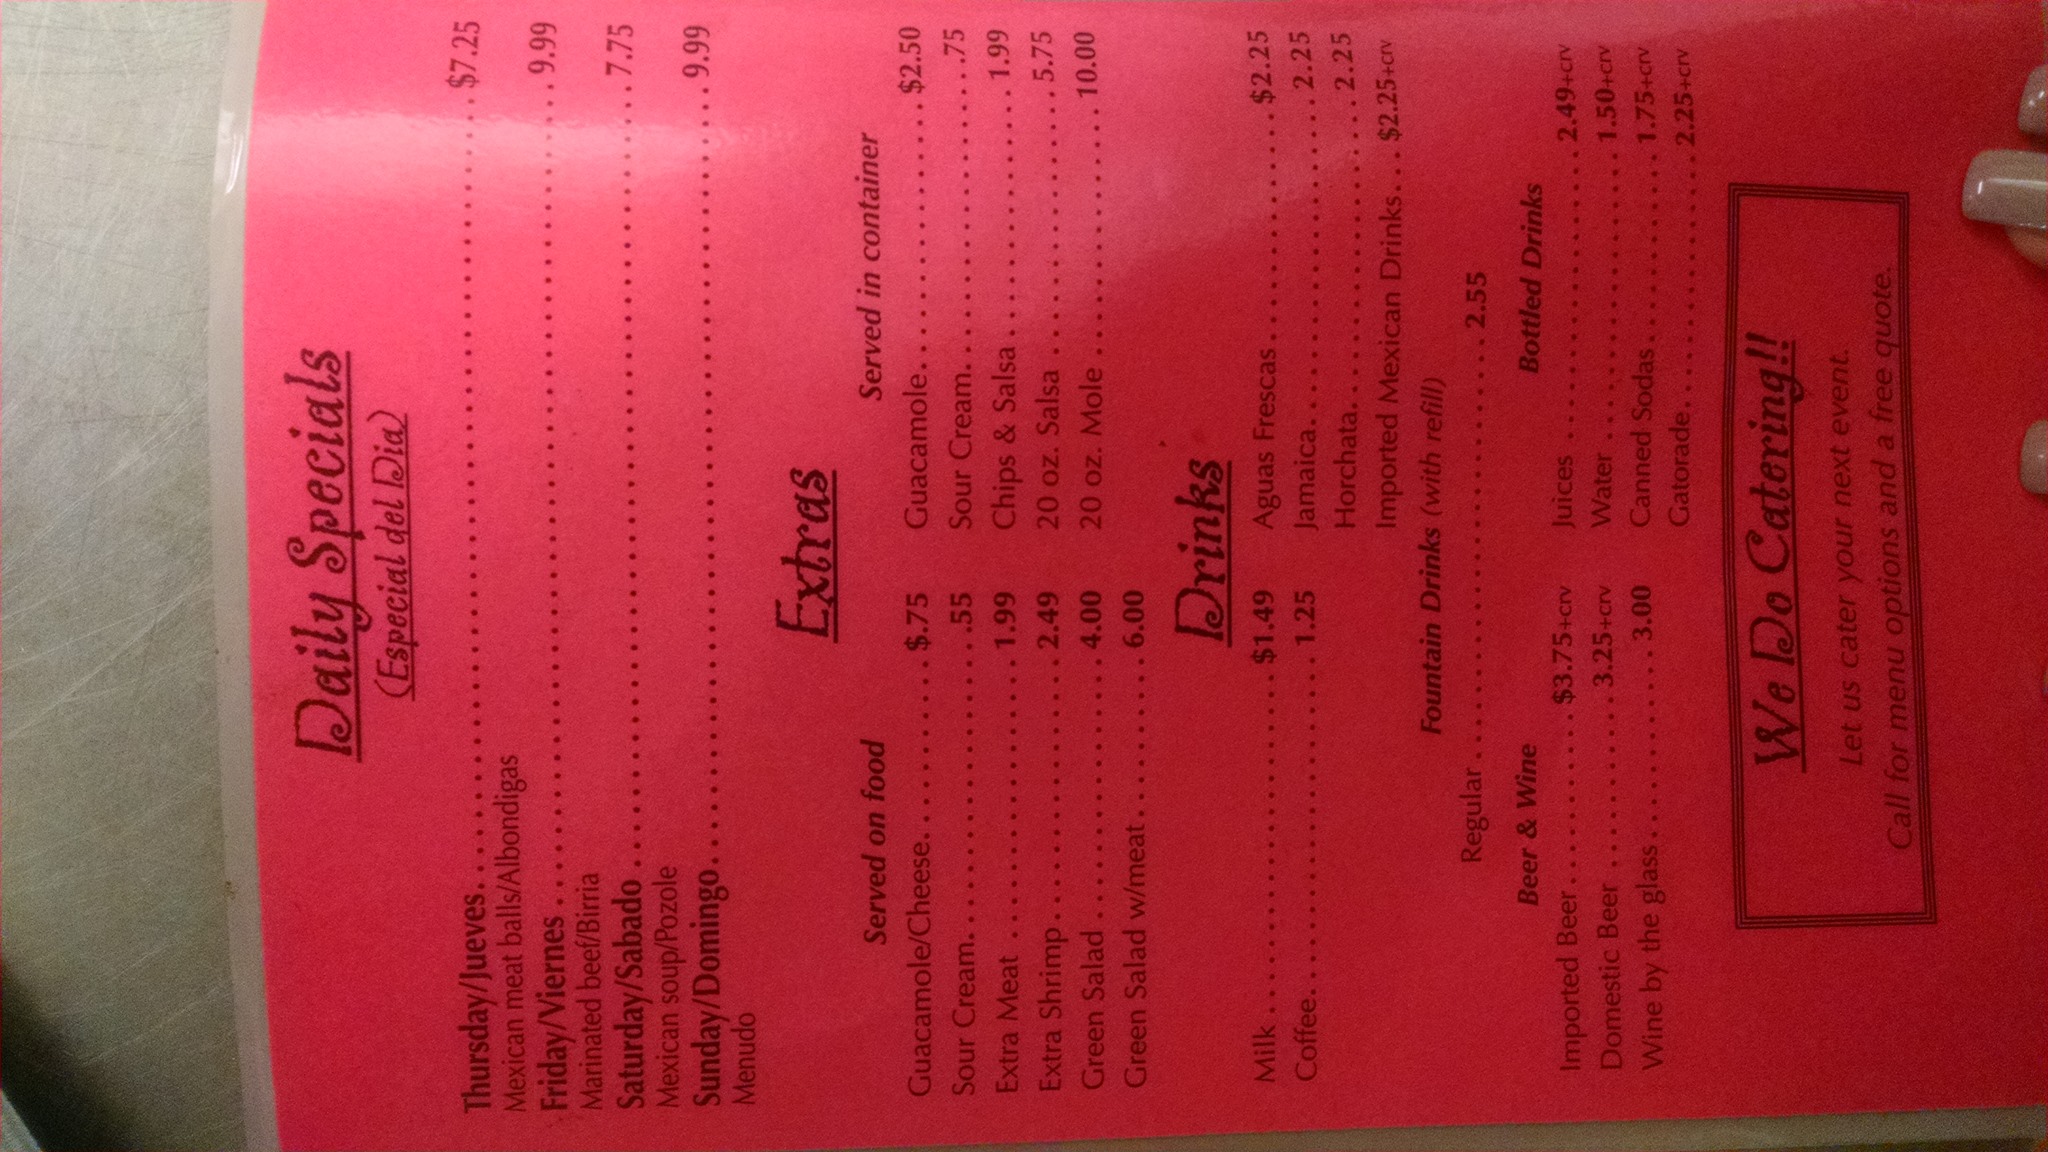 Daily Specials
(Especial del Dia)
Thursday/Jueves..........$7.25
Mexican meat balls/Albondigas
Friday/Viernes..........9.99
Marinated beef/Birria
Saturday/Sabado..........7.75
Mexican soup/Pozole
Sunday/Domingo..........9.99
Menudo
Extras
Served on food
Guacamole/Cheese..........$.75
Sour Cream...........55
Extra Meat..........1.99
Extra Shrimp..........2.49
Green Salad..........4.00
Green Salad w/meat..........6.00
Served in container
Guacamole..........$2.50
Sour Cream...........75
Chips & Salsa..........1.99
20 oz. Salsa..........5.75
20 oz. Mole..........10.00
Drinks
Milk..........$1.49
Coffee..........1.25
Aguas Frescas..........$2.25
Jamaica..........2.25
Horchata..........2.25
Imported Mexican Drinks...$2.25+crv
Fountain Drinks (with refill)
Regular..........2.55
Beer & Wine
Imported Beer..........$3.75+crv
Domestic Beer..........3.25+crv
Wine by the glass..........3.00
Bottled Drinks
Juices..........2.49+crv
Water..........1.50+crv
Canned Sodas..........1.75+crv
Gatorade..........2.25+crv
We Do Catering!!
Let us cater your next event.
Call for menu options and a free quote.